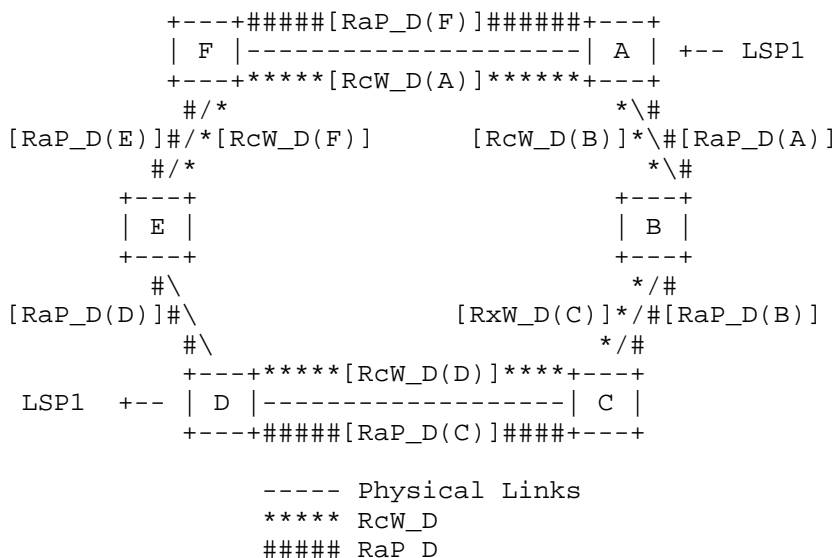 +---+#####[RaP_D(F)]######+---+
| F |---------------------| A | +-- LSP1
+---+*****[RcW_D(A)]******+---+
#/* *\#
[RaP_D(E)]#/*[RcW_D(F)] [RcW_D(B)]*\#[RaP_D(A)]
#/* *\#
+---+ +---+
| E | | B |
+---+ +---+
#\ */#
[RaP_D(D)]#\ [RxW_D(C)]*/#[RaP_D(B)]
#\ */#
+---+*****[RcW_D(D)]****+---+
LSP1 +-- | D |-------------------| C |
+---+#####[RaP_D(C)]####+---+
----- Physical Links
***** RcW_D
##### RaP_D